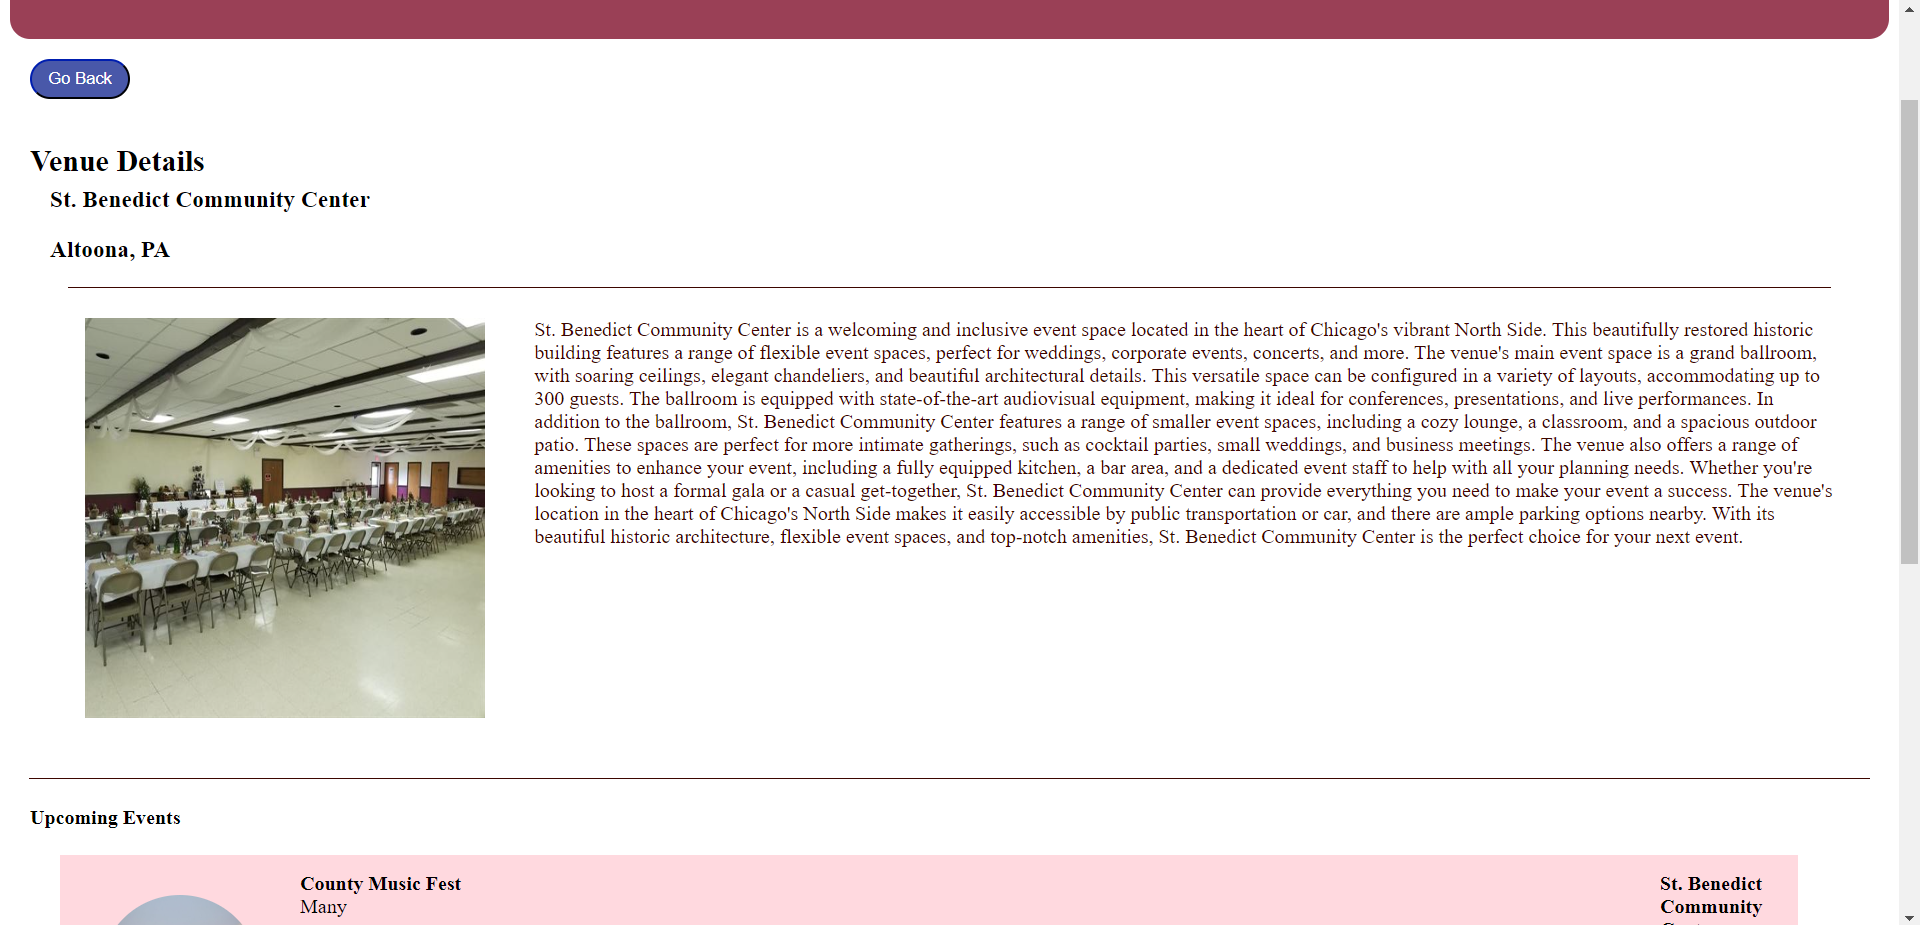 Go Back
Venue Details
St. Benedict Community Center
Altoona, PA
St. Benedict Community Center is a welcoming and inclusive event space located in the heart of Chicago's vibrant North Side. This beautifully restored historic
building features a range of flexible event spaces, perfect for weddings, corporate events, concerts, and more. The venue's main event space is a grand ballroom,
with soaring ceilings, elegant chandeliers, and beautiful architectural details. This versatile space can be configured in a variety of layouts, accommodating up to
300 guests. The ballroom is equipped with state-of-the-art audiovisual equipment, making it ideal for conferences, presentations, and live performances. In
addition to the ballroom, St. Benedict Community Center features a range of smaller event spaces, including a cozy lounge, a classroom, and a spacious outdoor
patio. These spaces are perfect for more intimate gatherings, such as cocktail parties, small weddings, and business meetings. The venue also offers a range of
amenities to enhance your event, including a fully equipped kitchen, a bar area, and a dedicated event staff to help with all your planning needs. Whether you're
looking to host a formal gala or a casual get-together, St. Benedict Community Center can provide everything you need to make your event a success. The venue's
location in the heart of Chicago's North Side makes it easily accessible by public transportation or car, and there are ample parking options nearby. With its
beautiful historic architecture, flexible event spaces, and top-notch amenities, St. Benedict Community Center is the perfect choice for your next event.
Upcoming Events
County Music Fest
Many
St. Benedict
Community